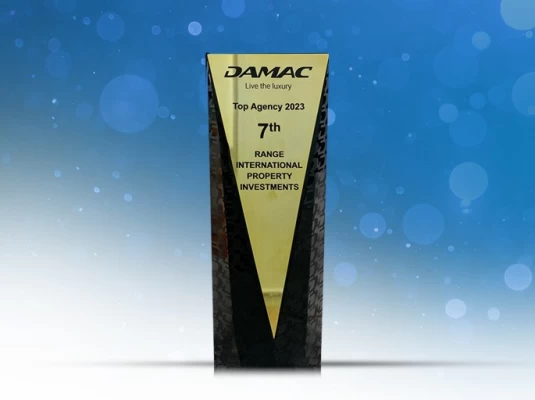 DAMAC
Live the luxury
Top Agency 2023
7th
RANGE
INTERNATIONAL
PROPERTY
INVESTMENTS